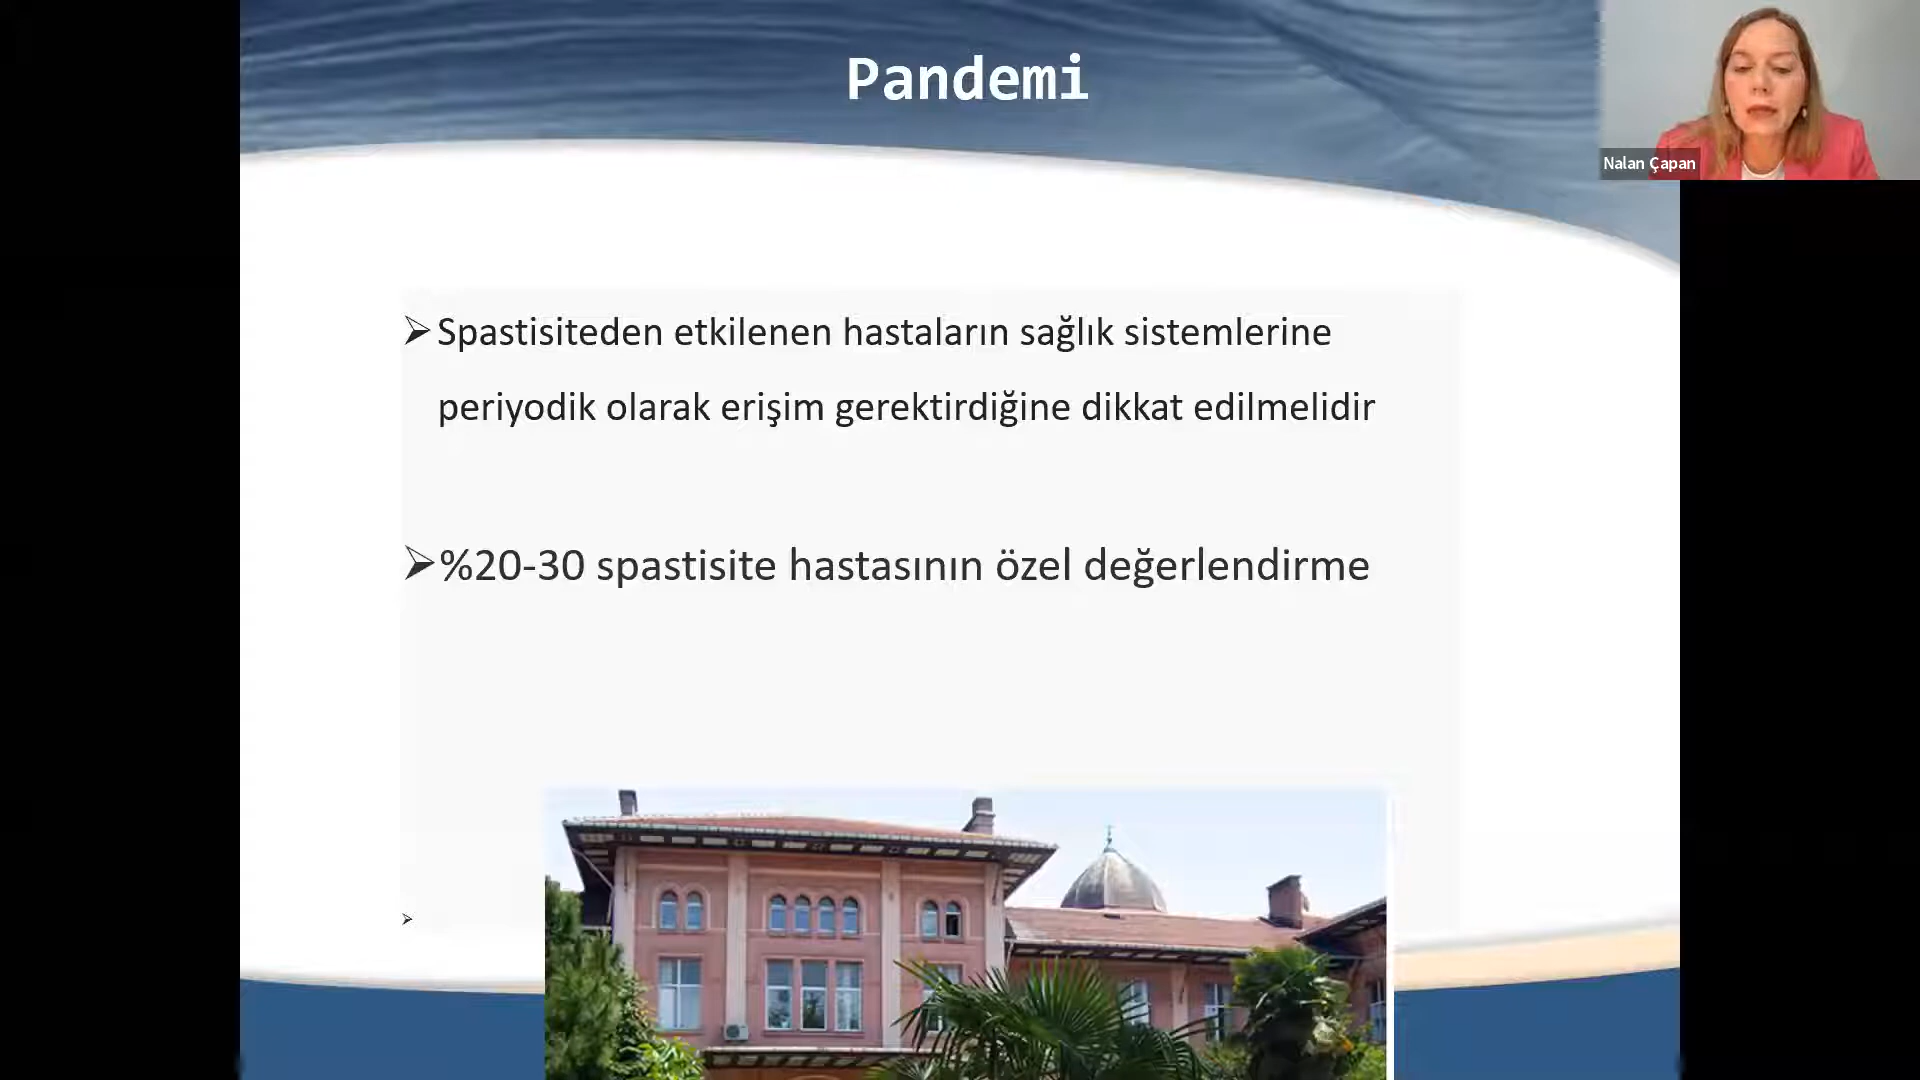 Pandemi
Nalan Çapan
Spastisiteden etkilenen hastaların sağlık sistemlerine
periyodik olarak erişim gerektirdiğine dikkat edilmelidir
%20-30 spastisite hastasının özel değerlendirme